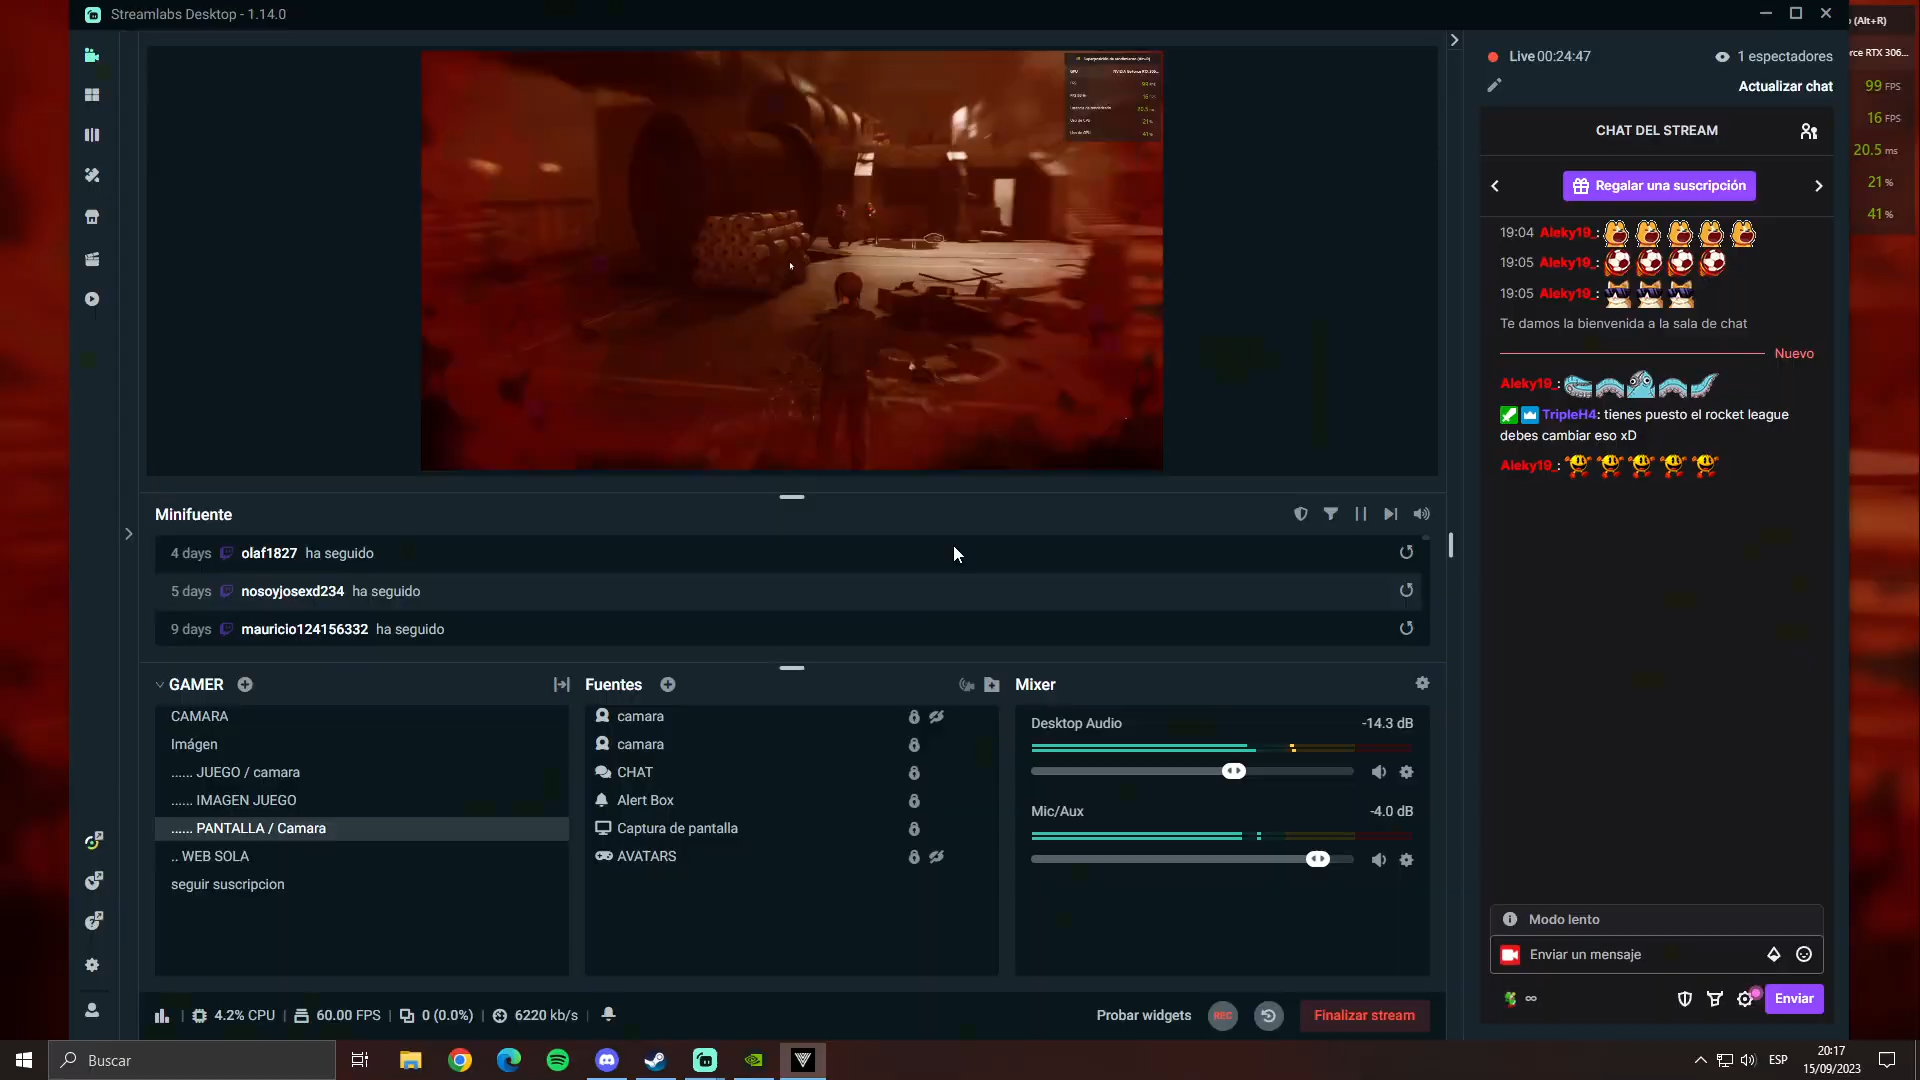 Streamlabs Desktop - 1.14.0
(Alt+R)
rce RTX 306...
99 FPS
16 FPS
20.5 ms
21 %
41 %
Live 00:24:47
1 espectadores
Actualizar chat
CHAT DEL STREAM
Regalar una suscripción
19:04 Aleky19_:
19:05 Aleky19_:
19:05 Aleky19_:
Te damos la bienvenida a la sala de chat
Nuevo
Aleky19_:
TripleH4: tienes puesto el rocket league
debes cambiar eso xD
Aleky19_:
Minifuente
4 days olaf1827 ha seguido
5 days nosoyjosexd234 ha seguido
9 days mauricio124156332 ha seguido
GAMER
CAMARA
Imágen
...... JUEGO / camara
...... IMAGEN JUEGO
...... PANTALLA / Camara
.. WEB SOLA
seguir suscripcion
Fuentes
camara
camara
CHAT
Alert Box
Captura de pantalla
AVATARS
Mixer
Desktop Audio -14.3 dB
Mic/Aux -4.0 dB
Modo lento
Enviar un mensaje
∞
Enviar
4.2% CPU
60.00 FPS
0 (0.0%)
6220 kb/s
Probar widgets
REC
Finalizar stream
Buscar
ESP
20:17
15/09/2023